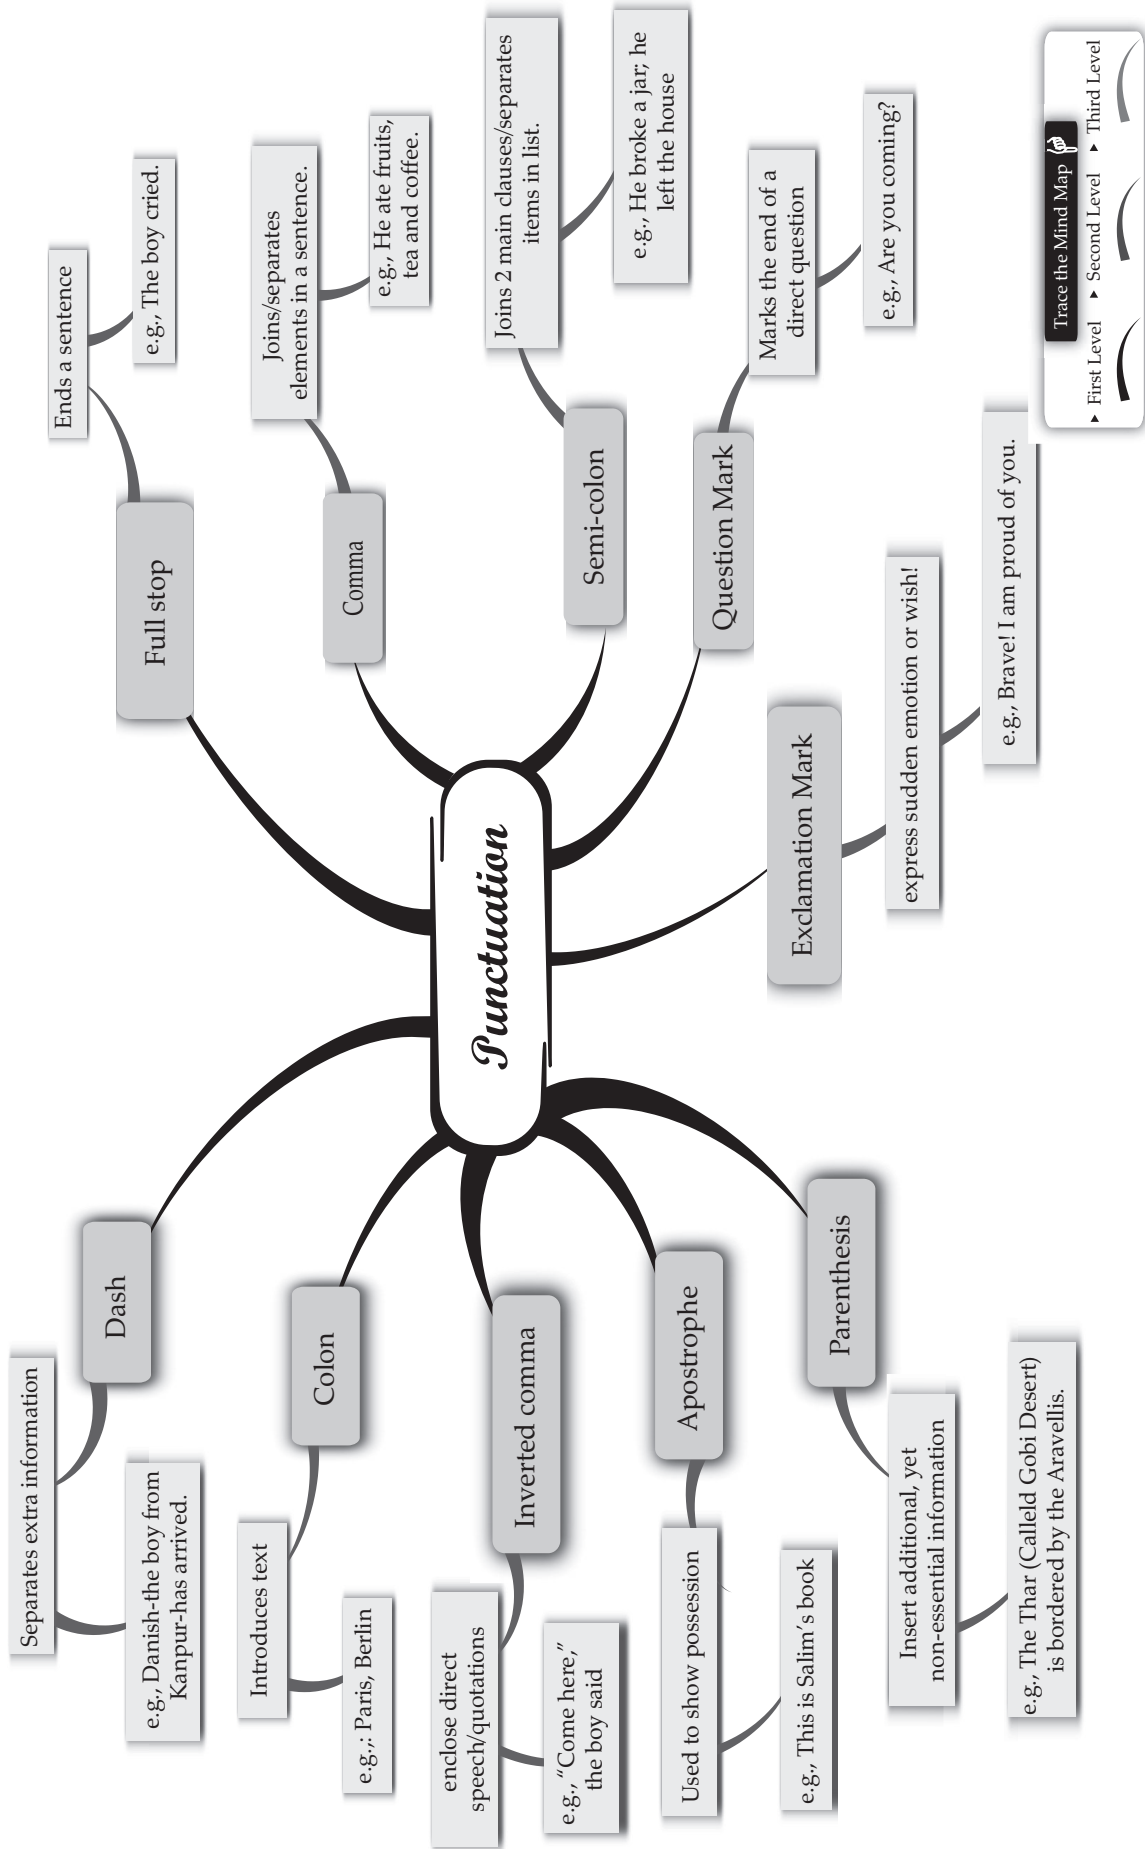 Punctuation
Full stop
Ends a sentence
e.g., The boy cried.
Comma
Joins/separates
elements in a sentence.
e.g., He ate fruits,
tea and coffee.
Semi-colon
Joins 2 main clauses/separates
items in list.
e.g., He broke a jar; he
left the house
Question Mark
Marks the end of a
direct question
e.g., Are you coming?
Exclamation Mark
express sudden emotion or wish!
e.g., Brave! I am proud of you.
Dash
Separates extra information
e.g., Danish-the boy from
Kanpur-has arrived.
Colon
Introduces text
e.g.,: Paris, Berlin
Inverted comma
enclose direct
speech/quotations
e.g., “Come here,”
the boy said
Apostrophe
Used to show possession
e.g., This is Salim’s book
Parenthesis
Insert additional, yet
non-essential information
e.g., The Thar (Calleld Gobi Desert)
is bordered by the Aravellis.
Trace the Mind Map
First Level
Second Level
Third Level